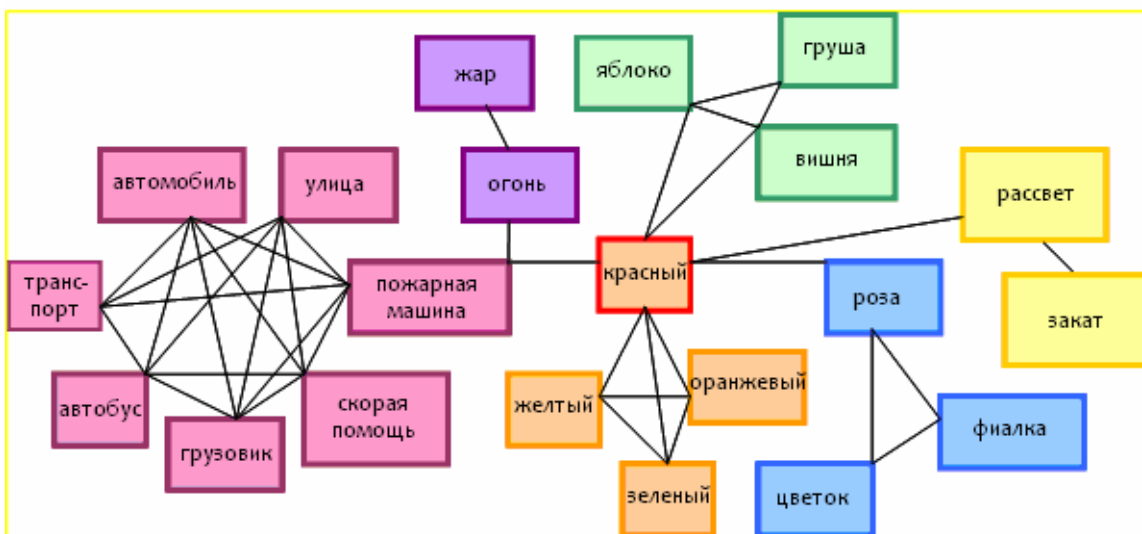 груша
жар
яблоко
вишня
автомобиль
улица
огонь
рассвет
красный
транс-
порт
пожарная
машина
роза
закат
оранжевый
желтый
автобус
скорая
помощь
фиалка
грузовик
зеленый
цветок